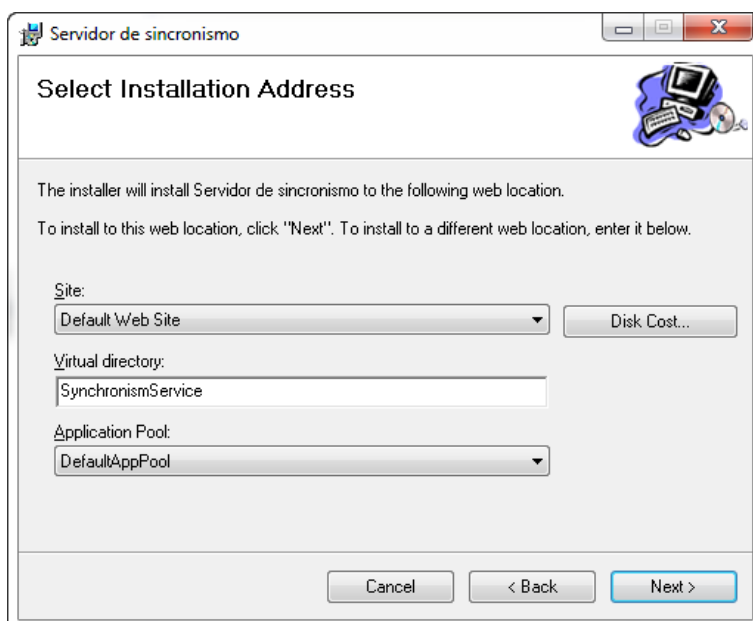 Servidor de sincronismo
Select Installation Address
The installer will install Servidor de sincronismo to the following web location.
To install to this web location, click "Next". To install to a different web location, enter it below.
Site:
Default Web Site
Disk Cost...
Virtual directory:
SynchronismService
Application Pool:
DefaultAppPool
Cancel
< Back
Next >